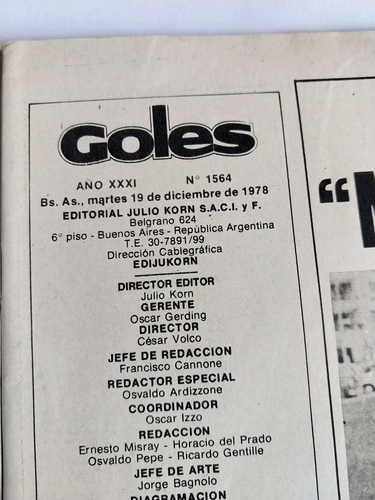 Goles
AÑO XXXI N° 1564
Bs. As., martes 19 de diciembre de 1978
EDITORIAL JULIO KORN S.A.C.I. y F.
Belgrano 624
6° piso - Buenos Aires - República Argentina
T.E. 30-7891/99
Dirección Cablegráfica
EDIJUKORN
DIRECTOR EDITOR
Julio Korn
GERENTE
Oscar Gerding
DIRECTOR
César Volco
JEFE DE REDACCION
Francisco Cannone
REDACTOR ESPECIAL
Osvaldo Ardizzone
COORDINADOR
Oscar Izzo
REDACCION
Ernesto Misray - Horacio del Prado
Osvaldo Pepe - Ricardo Gentille
JEFE DE ARTE
Jorge Bagnolo
DIAGRAMACION